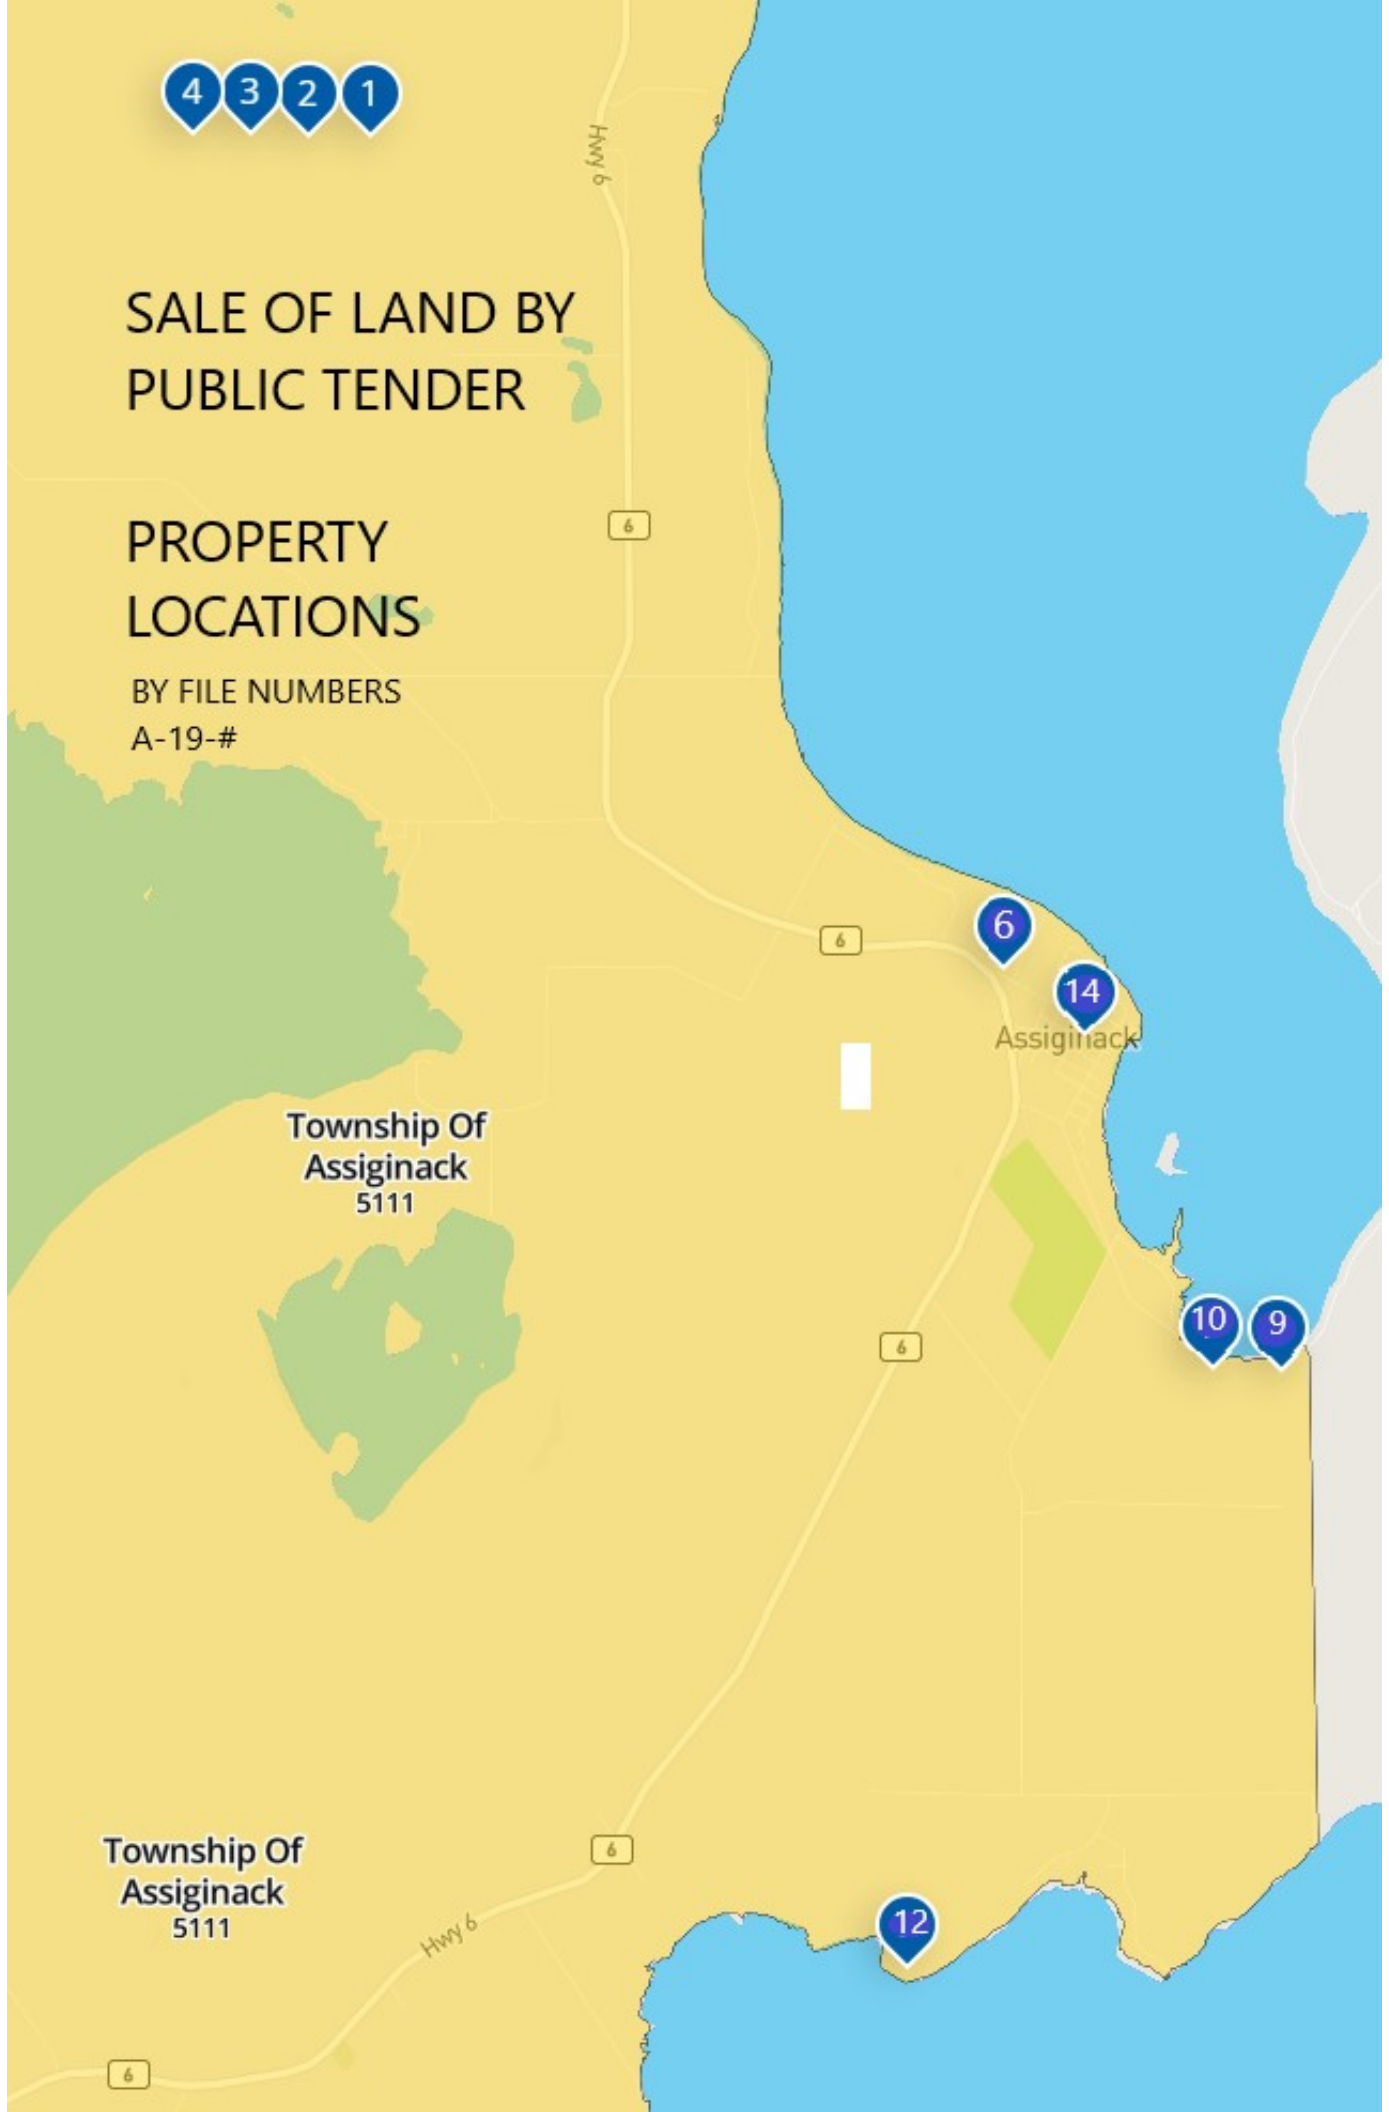 4 3 2 1
Hwy 6
SALE OF LAND BY
PUBLIC TENDER
6
PROPERTY
LOCATIONS
BY FILE NUMBERS
A-19-#
6
6
14
Assiginack
Township Of
Assiginack
5111
10 9
6
Township Of
Assiginack
5111
6
12
Hwy 6
6